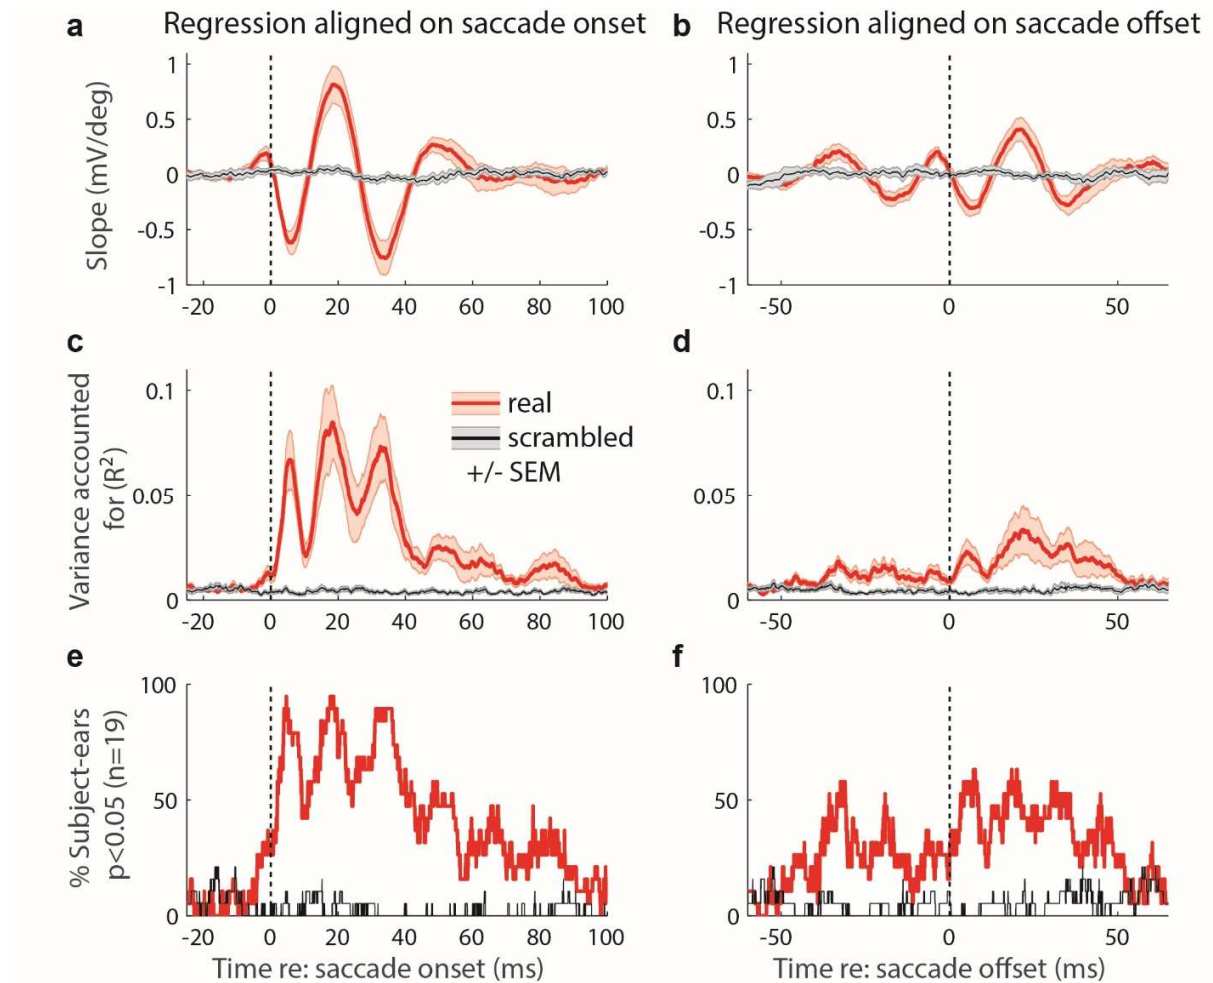 a Regression aligned on saccade onset
b Regression aligned on saccade offset
Slope (mV/deg)
1
0.5
0
-0.5
-1
-20 0 20 40 60 80 100
1
0.5
0
-0.5
-1
-50 0 50
c
d
Variance accounted
for (R²)
0.1
0.05
0
real
scrambled
+/- SEM
-20 0 20 40 60 80 100
0.1
0.05
0
-50 0 50
e
f
% Subject-ears
p<0.05 (n=19)
100
50
0
-20 0 20 40 60 80 100
Time re: saccade onset (ms)
100
50
0
-50 0 50
Time re: saccade offset (ms)